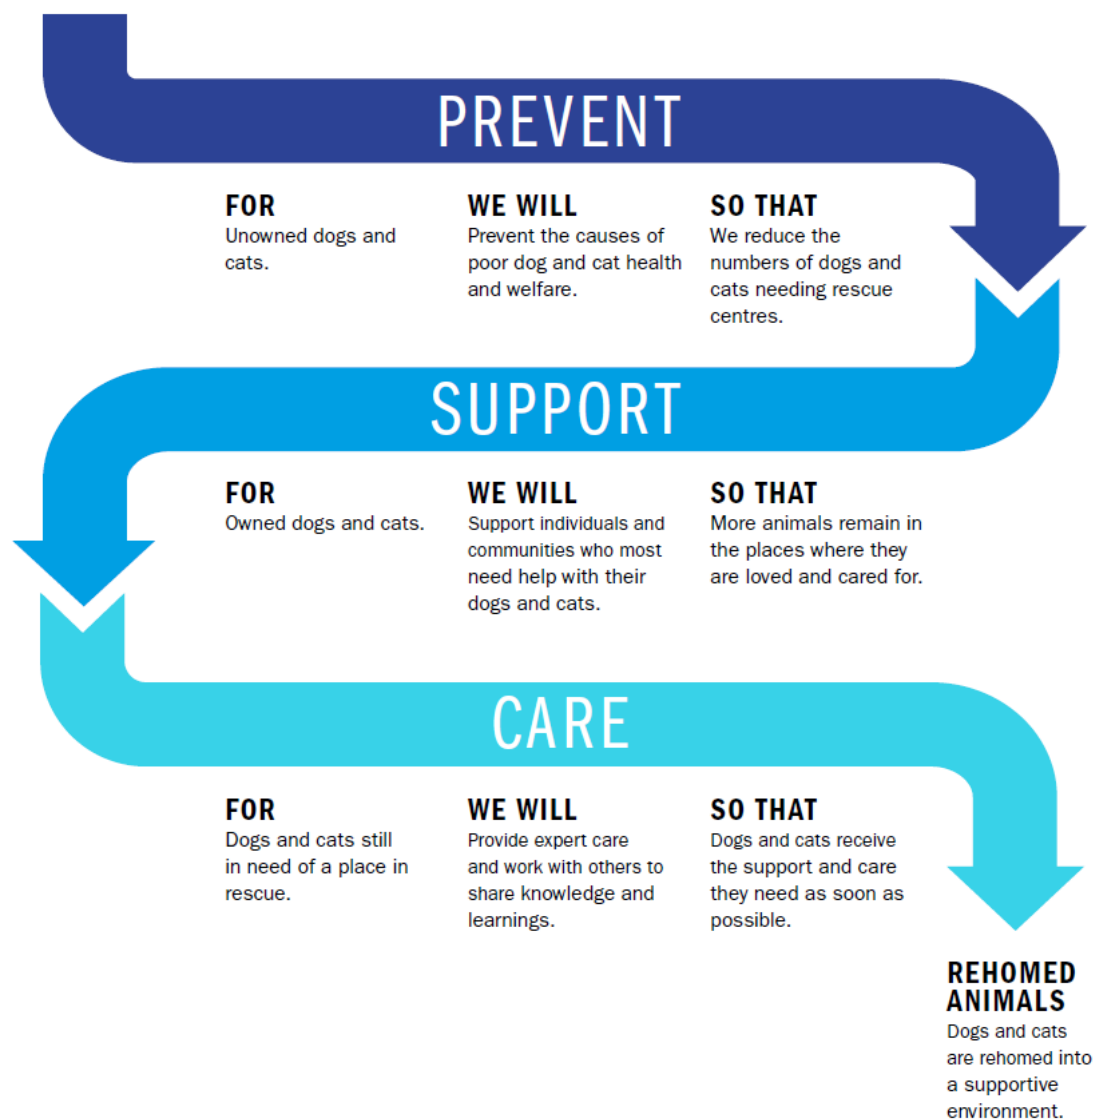 PREVENT
FOR
Unowned dogs and
cats.
WE WILL
Prevent the causes of
poor dog and cat health
and welfare.
SO THAT
We reduce the
numbers of dogs and
cats needing rescue
centres.
SUPPORT
FOR
Owned dogs and cats.
WE WILL
Support individuals and
communities who most
need help with their
dogs and cats.
SO THAT
More animals remain in
the places where they
are loved and cared for.
CARE
FOR
Dogs and cats still
in need of a place in
rescue.
WE WILL
Provide expert care
and work with others to
share knowledge and
learnings.
SO THAT
Dogs and cats receive
the support and care
they need as soon as
possible.
REHOMED
ANIMALS
Dogs and cats
are rehomed into
a supportive
environment.